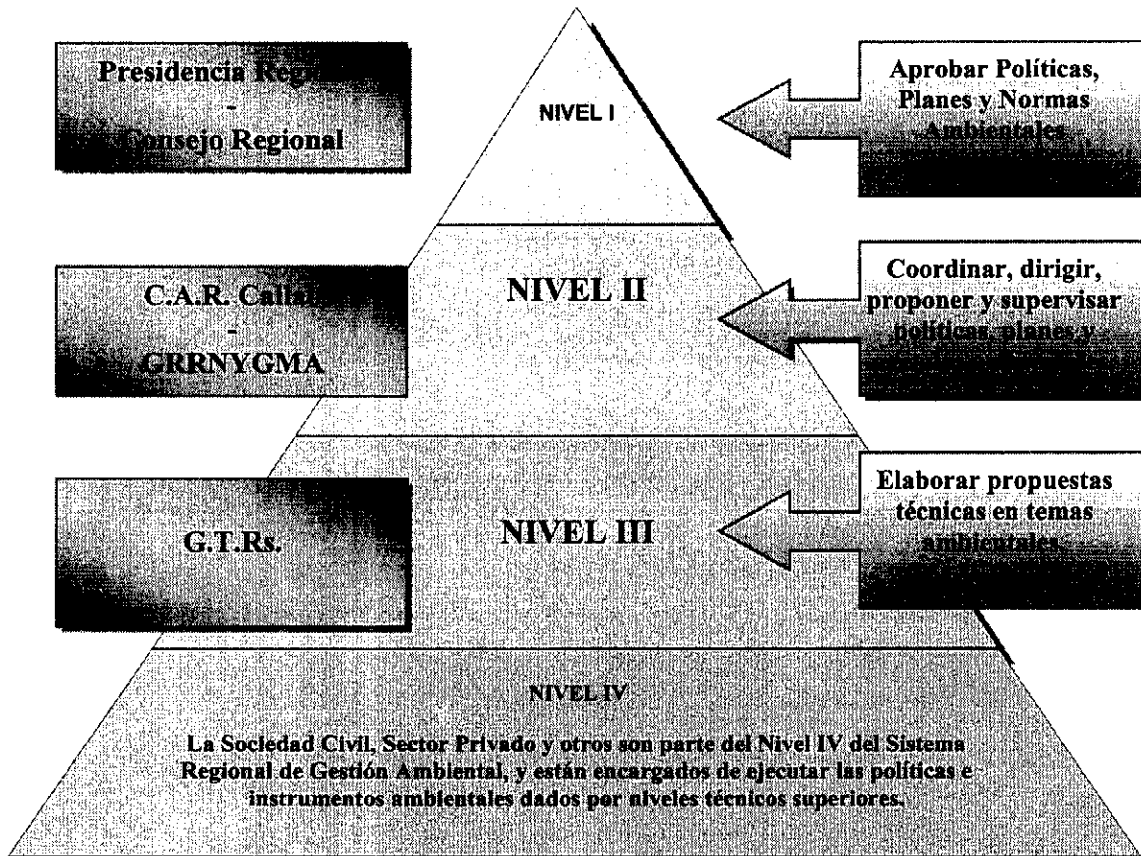 Presidencia Regional
-
Consejo Regional
NIVEL I
Aprobar Políticas,
Planes y Normas
Ambientales
C.A.R. Callao
-
GRRNYGMA
NIVEL II
Coordinar, dirigir,
proponer y supervisar
políticas, planes y
G.T.Rs.
NIVEL III
Elaborar propuestas
técnicas en temas
ambientales.
NIVEL IV
La Sociedad Civil, Sector Privado y otros son parte del Nivel IV del Sistema
Regional de Gestión Ambiental, y están encargados de ejecutar las políticas e
instrumentos ambientales dados por niveles técnicos superiores.